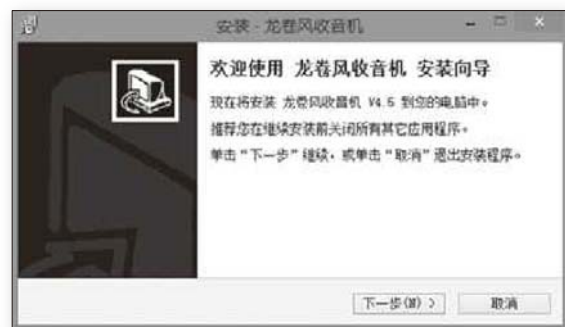 安装 - 龙卷风收音机
欢迎使用 龙卷风收音机 安装向导
现在将安装 龙卷风收音机 V4.5 到您的电脑中。
推荐您在继续安装前关闭所有其它应用程序。
单击“下一步”继续，或单击“取消”退出安装程序。
下一步(N) >
取消